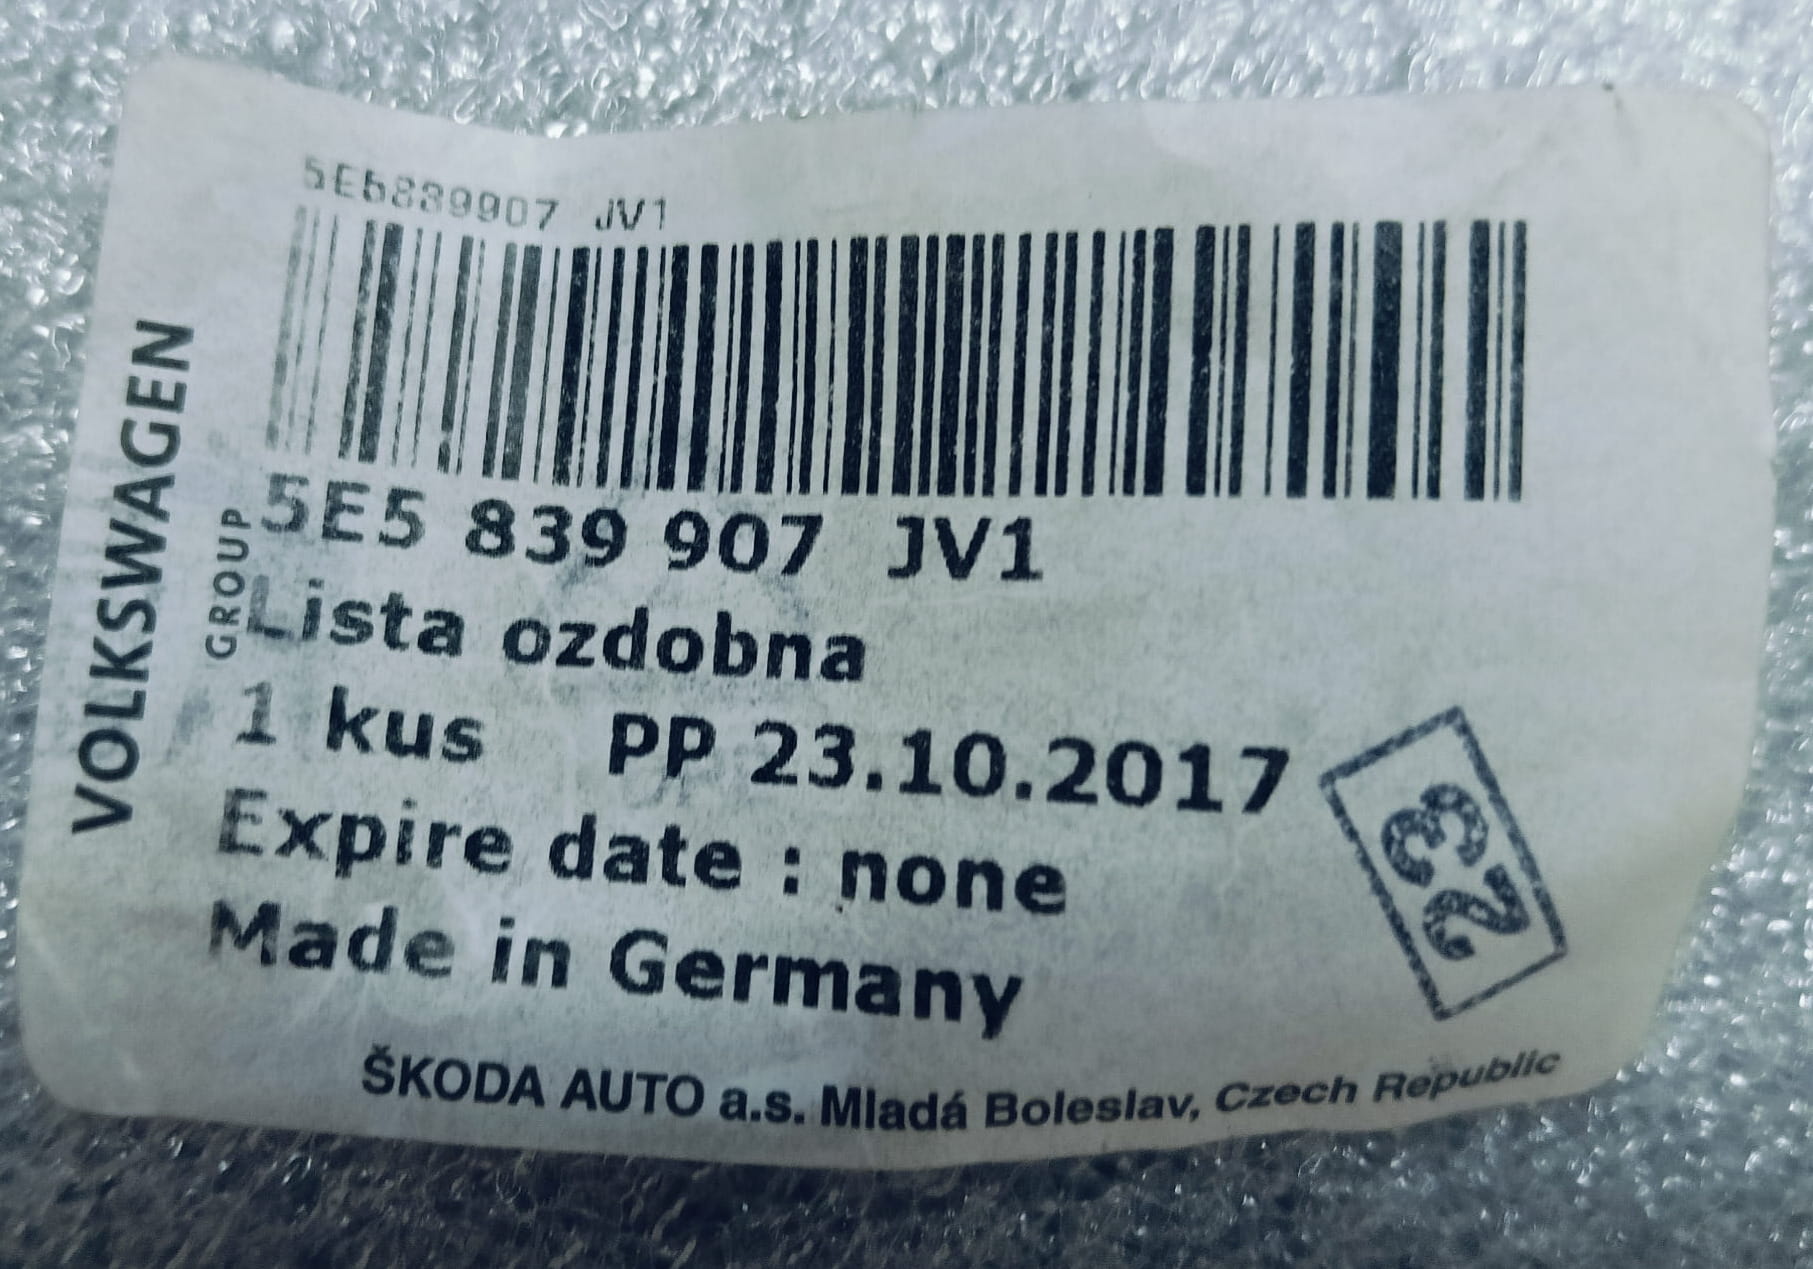 5E5839907 JV1
VOLKSWAGEN
GROUP
5E5 839 907 JV1
Lista ozdobna
1 kus PP 23.10.2017
Expire date : none
Made in Germany
23
ŠKODA AUTO a.s. Mladá Boleslav, Czech Republic